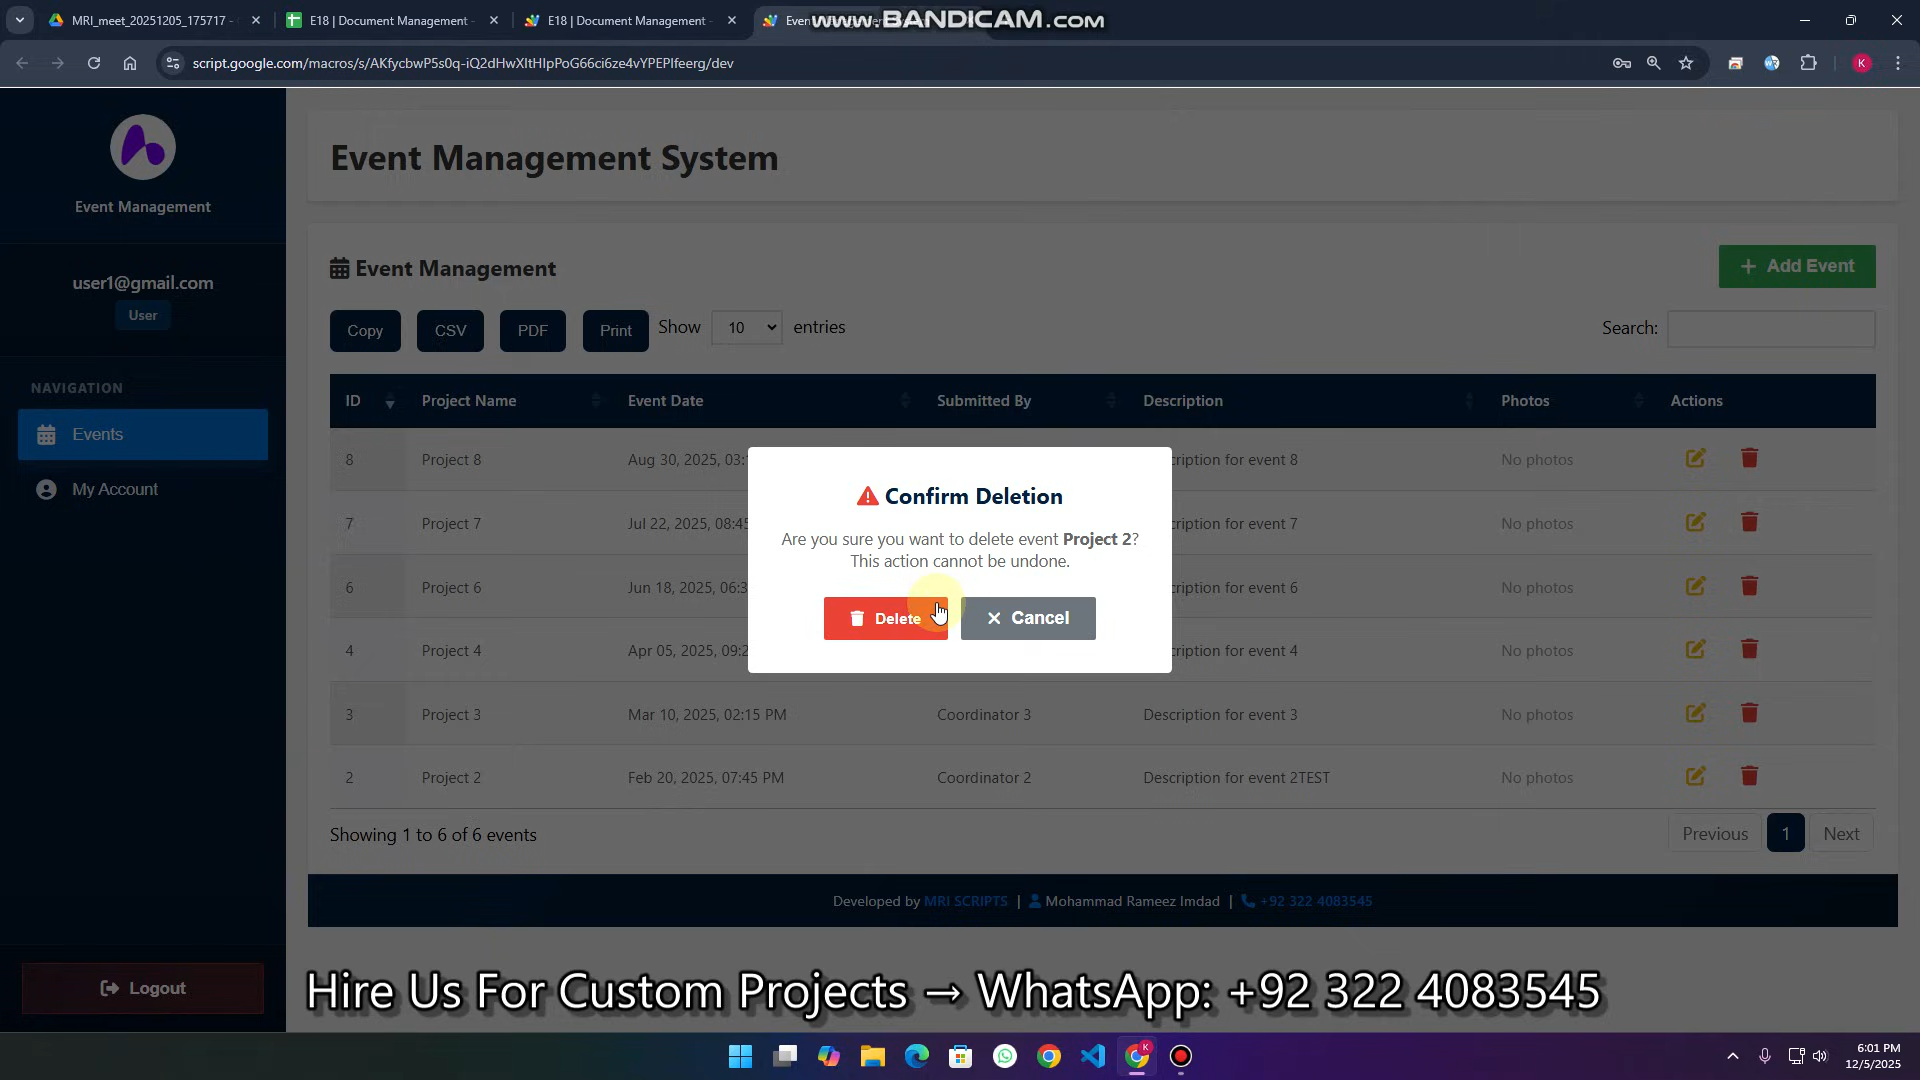 MRI_meet_20251205_175717 -
E18 | Document Management -
E18 | Document Management -
WWW.BANDICAM.COM
script.google.com/macros/s/AKfycbwP5s0q-iQ2dHwXItHIpPoG66ci6ze4vYPEPIfeerg/dev
K
Event Management
user1@gmail.com
User
NAVIGATION
Events
My Account
Logout
Event Management System
Event Management
+ Add Event
Copy CSV PDF Print Show 10 entries
Search:
ID Project Name Event Date Submitted By Description Photos Actions
8 Project 8 Aug 30, 2025, 03: cription for event 8 No photos
7 Project 7 Jul 22, 2025, 08:45 cription for event 7 No photos
6 Project 6 Jun 18, 2025, 06:3 cription for event 6 No photos
4 Project 4 Apr 05, 2025, 09:2 cription for event 4 No photos
3 Project 3 Mar 10, 2025, 02:15 PM Coordinator 3 Description for event 3 No photos
2 Project 2 Feb 20, 2025, 07:45 PM Coordinator 2 Description for event 2TEST No photos
Confirm Deletion
Are you sure you want to delete event Project 2?
This action cannot be undone.
Delete
Cancel
Showing 1 to 6 of 6 events
Previous 1 Next
Developed by MRI SCRIPTS | Mohammad Rameez Imdad | +92 322 4083545
Hire Us For Custom Projects → WhatsApp: +92 322 4083545
6:01 PM
12/5/2025